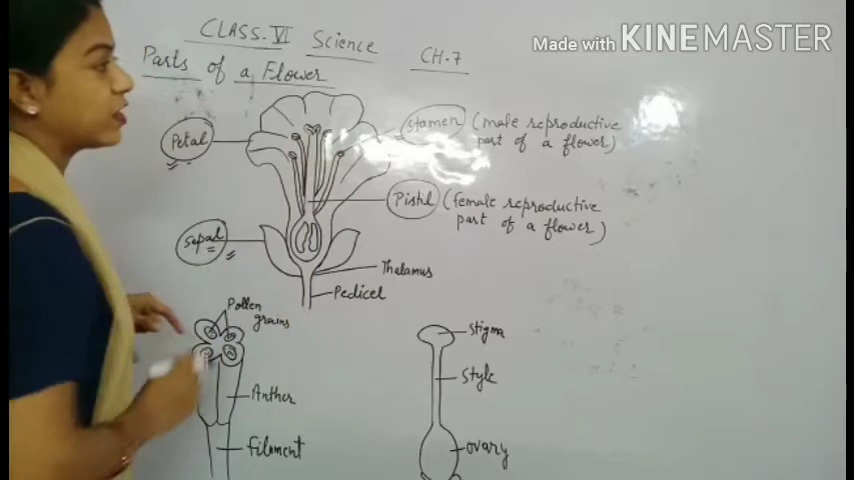 CLASS-VI Science CH-7
Made with KINEMASTER
Parts of a Flower
Petal
Stamen (male reproductive
part of a flower)
Pistil (female reproductive
part of a flower)
Sepal
Thalamus
Pedicel
Pollen
grains
Stigma
Style
Anther
Filament
Ovary